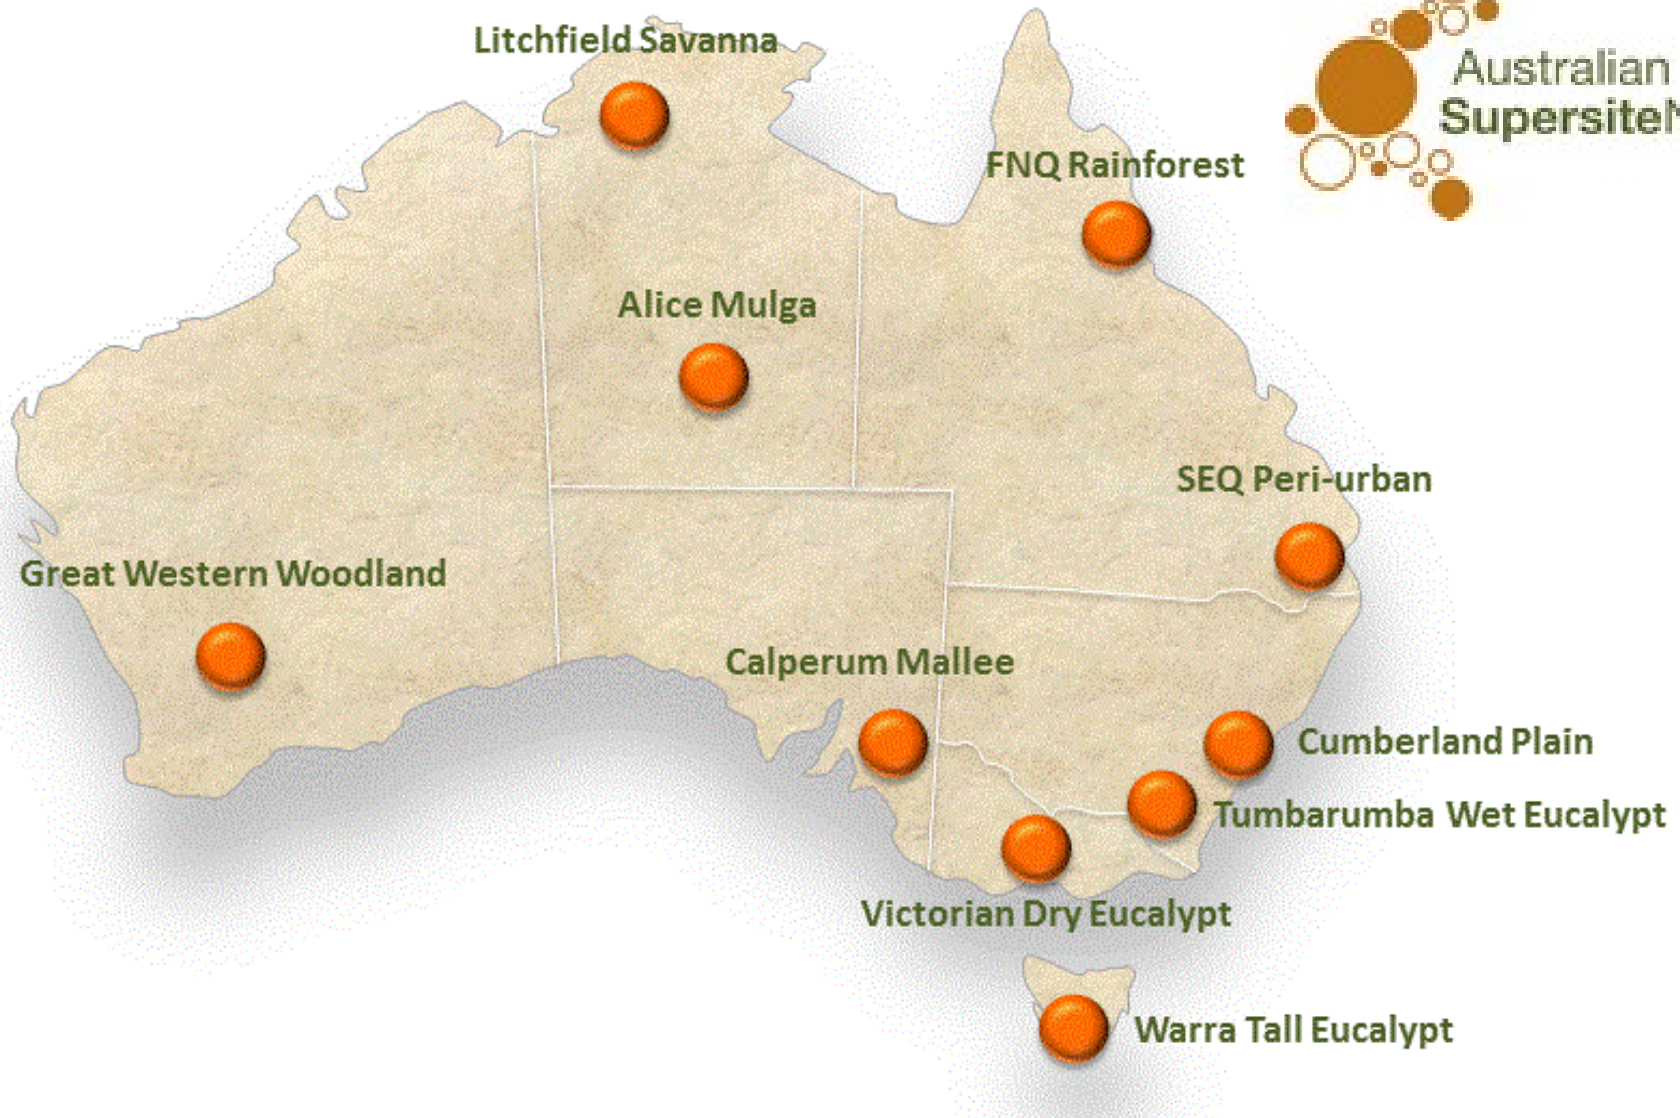 Litchfield Savanna
Australian
SupersiteN
FNQ Rainforest
Alice Mulga
SEQ Peri-urban
Great Western Woodland
Calperum Mallee
Cumberland Plain
Tumbarumba Wet Eucalypt
Victorian Dry Eucalypt
Warra Tall Eucalypt